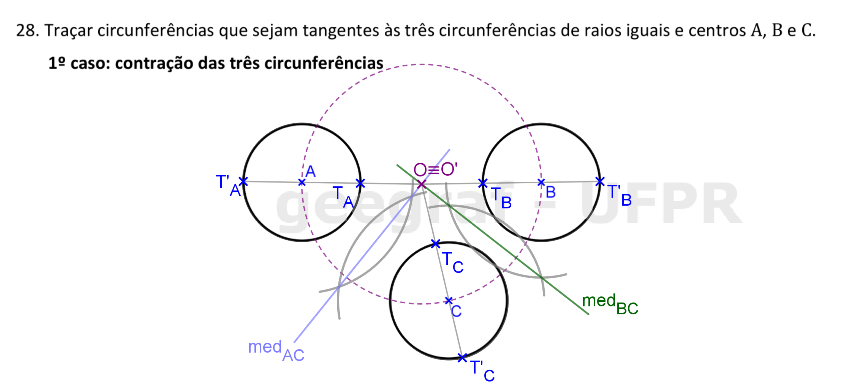 28. Traçar circunferências que sejam tangentes às três circunferências de raios iguais e centros A, B e C.
1º caso: contração das três circunferências
O≡O'
A
T'A
TA
TB
B
T'B
geegraf - UFPR
TC
C
medBC
medAC
T'C